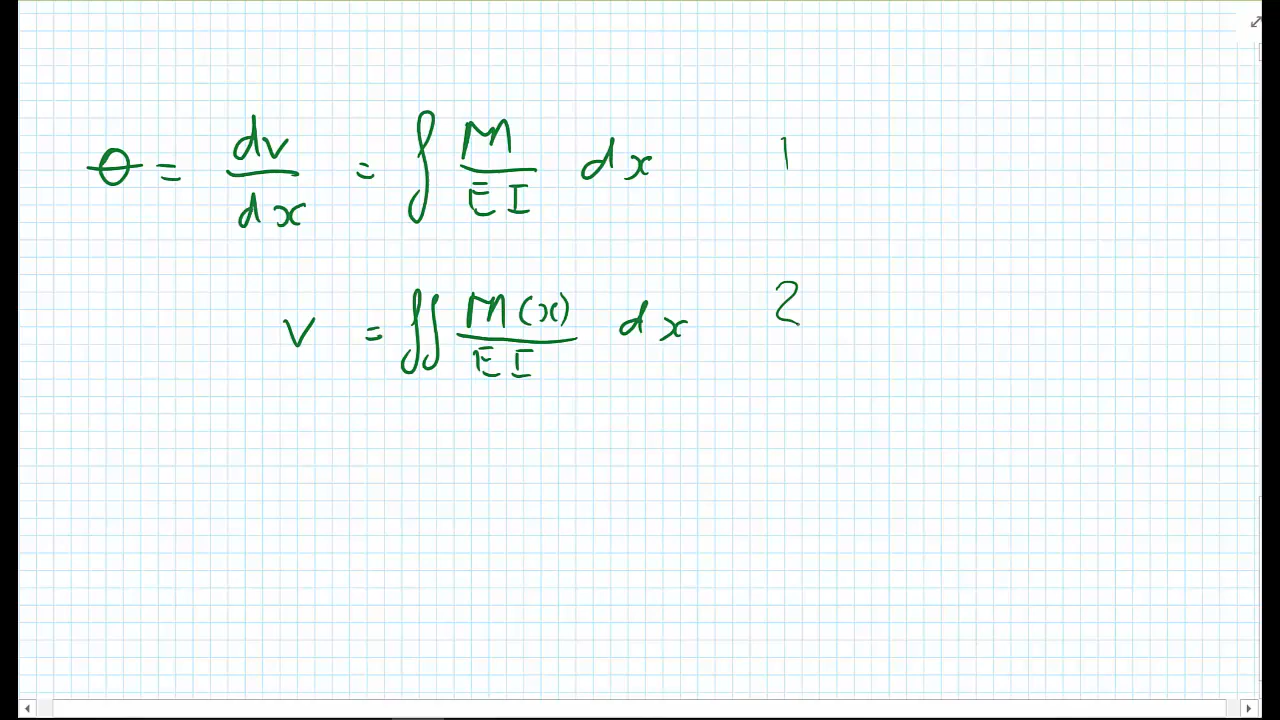 θ = dv/dx = ∫ M/EI dx 1
v = ∬ M(x)/EI dx 2